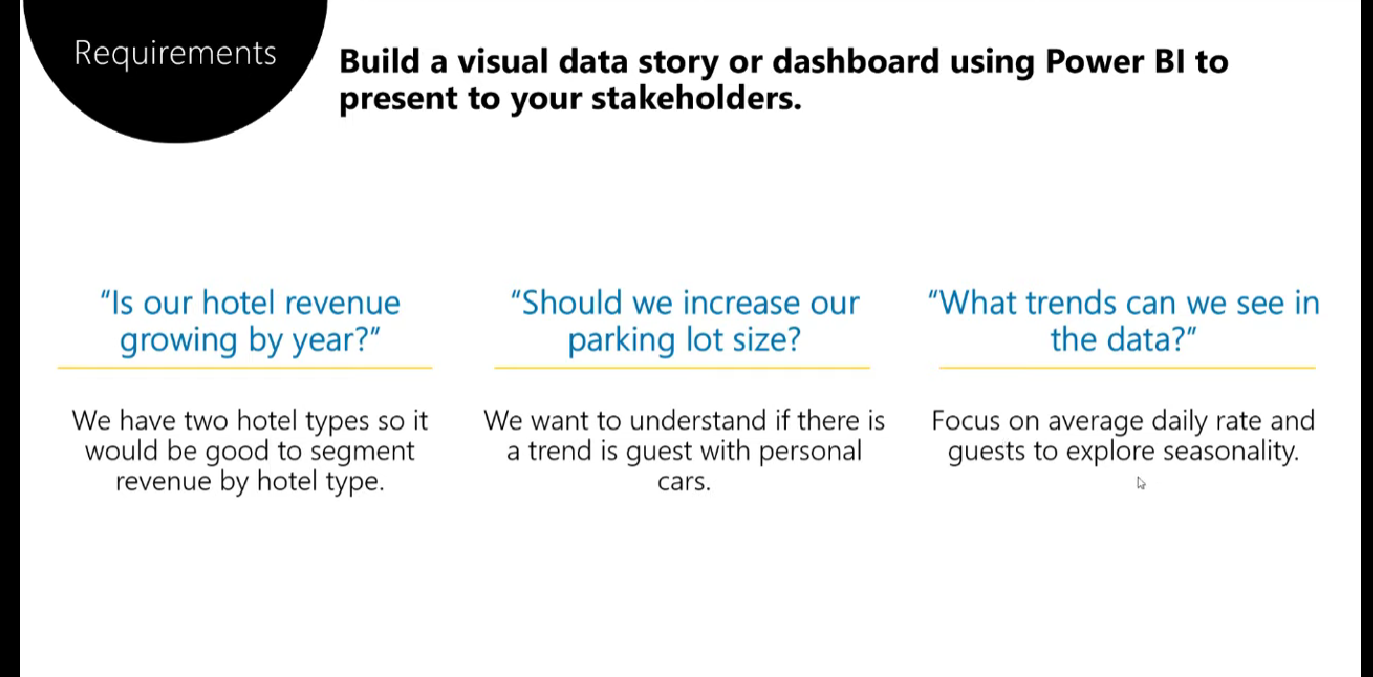 Requirements
Build a visual data story or dashboard using Power BI to
present to your stakeholders.
“Is our hotel revenue
growing by year?”
We have two hotel types so it
would be good to segment
revenue by hotel type.
“Should we increase our
parking lot size?
We want to understand if there is
a trend is guest with personal
cars.
“What trends can we see in
the data?”
Focus on average daily rate and
guests to explore seasonality.